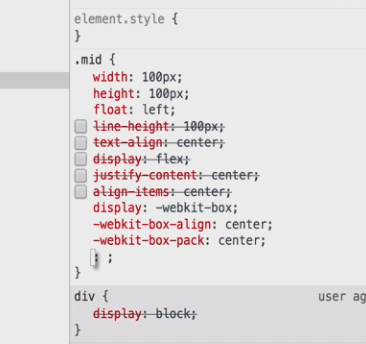 element.style {
}
.mid {
width: 100px;
height: 100px;
float: left;
line-height: 100px;
text-align: center;
display: flex;
justify-content: center;
align-items: center;
display: -webkit-box;
-webkit-box-align: center;
-webkit-box-pack: center;
: ;
}
div { user ag
display: block;
}